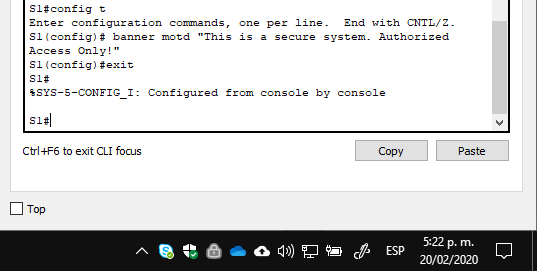 S1#config t
Enter configuration commands, one per line.  End with CNTL/Z.
S1(config)# banner motd "This is a secure system. Authorized
Access Only!"
S1(config)#exit
S1#
%SYS-5-CONFIG_I: Configured from console by console
S1#
Ctrl+F6 to exit CLI focus
Copy
Paste
Top
ESP
5:22 p. m.
20/02/2020